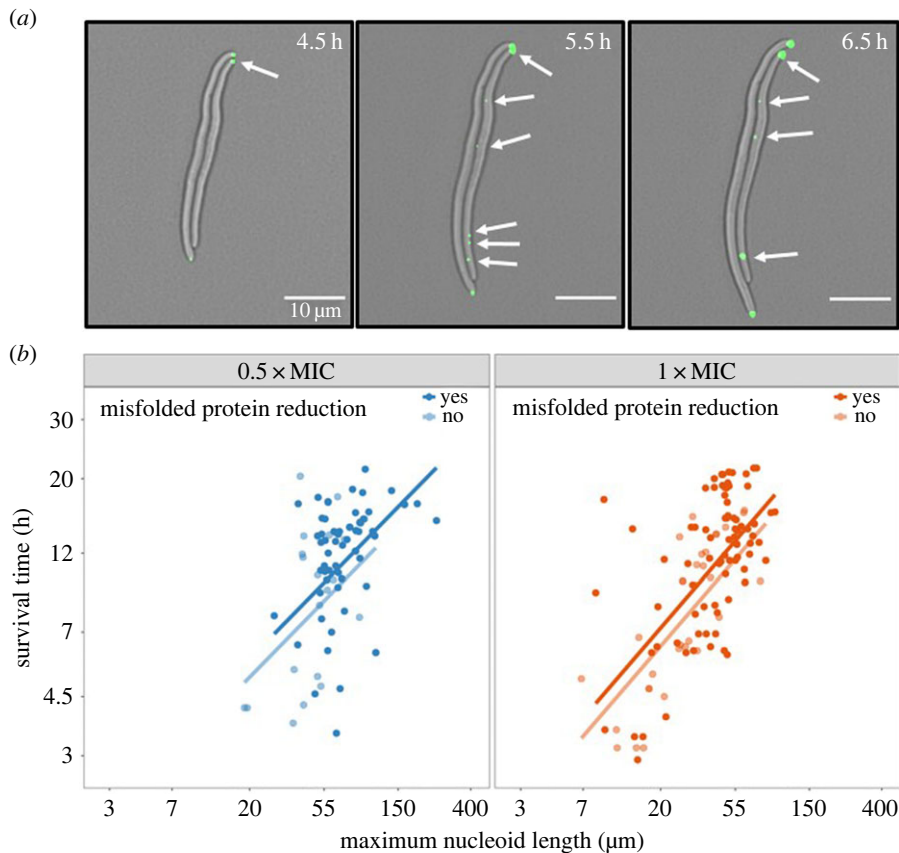 (a)
4.5 h
5.5 h
6.5 h
10 µm
(b)
0.5 × MIC
1 × MIC
misfolded protein reduction
yes
no
misfolded protein reduction
yes
no
survival time (h)
30
20
12
7
4.5
3
3 7 20 55 150 400
3 7 20 55 150 400
maximum nucleoid length (µm)